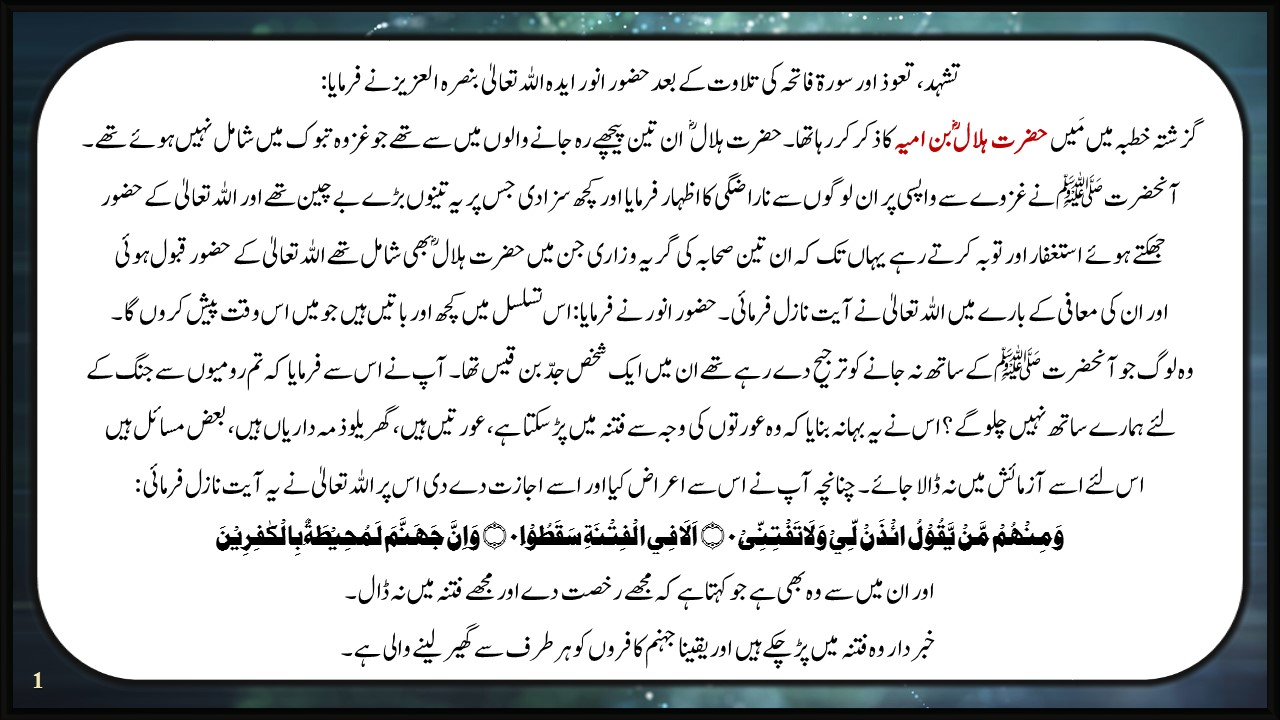 تشہد، تعوذ اور سورۃ فاتحہ کی تلاوت کے بعد حضور انور ایدہ اللہ تعالیٰ بنصرہ العزیز نے فرمایا:
گزشتہ خطبہ میں مَیں حضرت ہلالؓ بن امیہ کا ذکر کر رہا تھا۔ حضرت ہلالؓ ان تین پیچھے رہ جانے والوں میں سے تھے جو غزوہ تبوک میں شامل نہیں ہوئے تھے۔
آنحضرت ﷺ نے غزوے سے واپسی پر ان لوگوں سے ناراضگی کا اظہار فرمایا اور کچھ سزا دی جس پر یہ تینوں بڑے بے چین تھے اور اللہ تعالیٰ کے حضور
جھکتے ہوئے استغفار اور توبہ کرتے رہے یہاں تک کہ ان تین صحابہ کی گریہ و زاری جن میں حضرت ہلالؓ بھی شامل تھے اللہ تعالیٰ کے حضور قبول ہوئی
اور ان کی معافی کے بارے میں اللہ تعالیٰ نے آیت نازل فرمائی۔ حضور انور نے فرمایا: اس تسلسل میں کچھ اور باتیں ہیں جو میں اس وقت پیش کروں گا۔
وہ لوگ جو آنحضرت ﷺ کے ساتھ نہ جانے کو ترجیح دے رہے تھے ان میں ایک شخص جدّ بن قیس تھا۔ آپ نے اس سے فرمایا کہ تم رومیوں سے جنگ کے
لئے ہمارے ساتھ نہیں چلو گے؟ اس نے یہ بہانہ بنایا کہ وہ عورتوں کی وجہ سے فتنہ میں پڑ سکتا ہے، عورتیں ہیں، گھریلو ذمہ داریاں ہیں، بعض مسائل ہیں
اس لئے اسے آزمائش میں نہ ڈالا جائے۔ چنانچہ آپ نے اس سے اعراض کیا اور اسے اجازت دے دی اس پر اللہ تعالیٰ نے یہ آیت نازل فرمائی:
وَمِنْهُمْ مَّنْ يَّقُوْلُ ائْذَنْ لِّيْ وَلَا تَفْتِنِّيْ ۰۝ اَلَا فِي الْفِتْنَةِ سَقَطُوْا ۰۝ وَاِنَّ جَهَنَّمَ لَمُحِيْطَةٌۢ بِالْكٰفِرِيْنَ
اور ان میں سے وہ بھی ہے جو کہتا ہے کہ مجھے رخصت دے اور مجھے فتنہ میں نہ ڈال۔
خبردار وہ فتنہ میں پڑ چکے ہیں اور یقینا جہنم کافروں کو ہر طرف سے گھیر لینے والی ہے۔
1